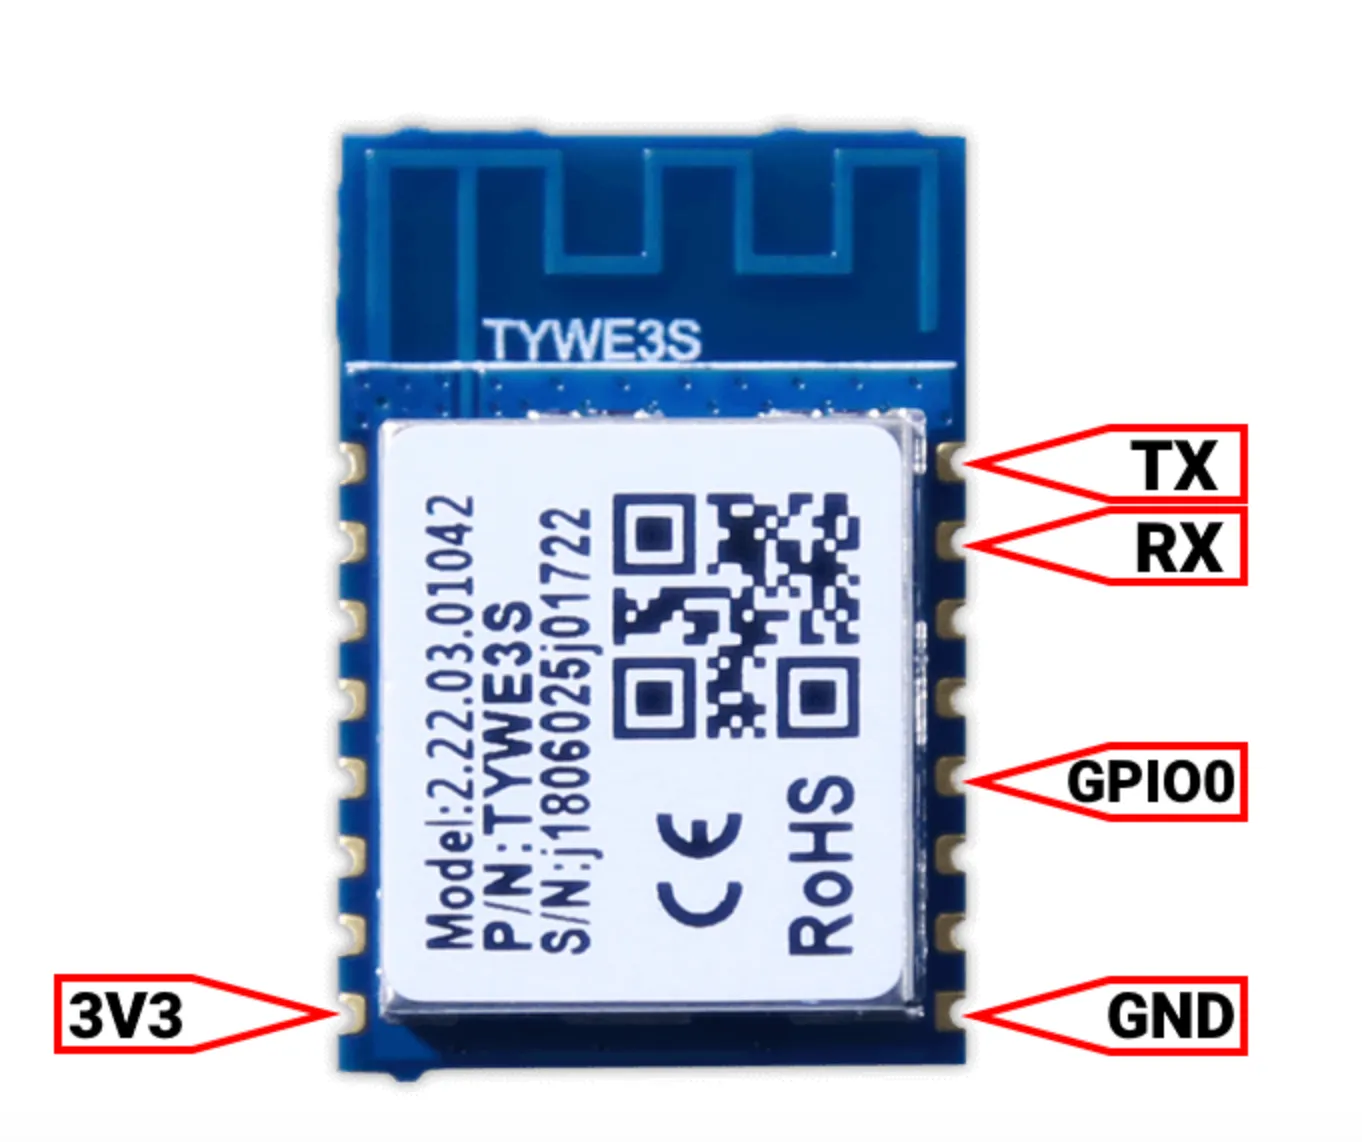 TYWE3S
TX
RX
GPIO0
GND
3V3
Model:2.22.03.01042
P/N:TYWE3S
S/N:j1806025j01722
CE
RoHS